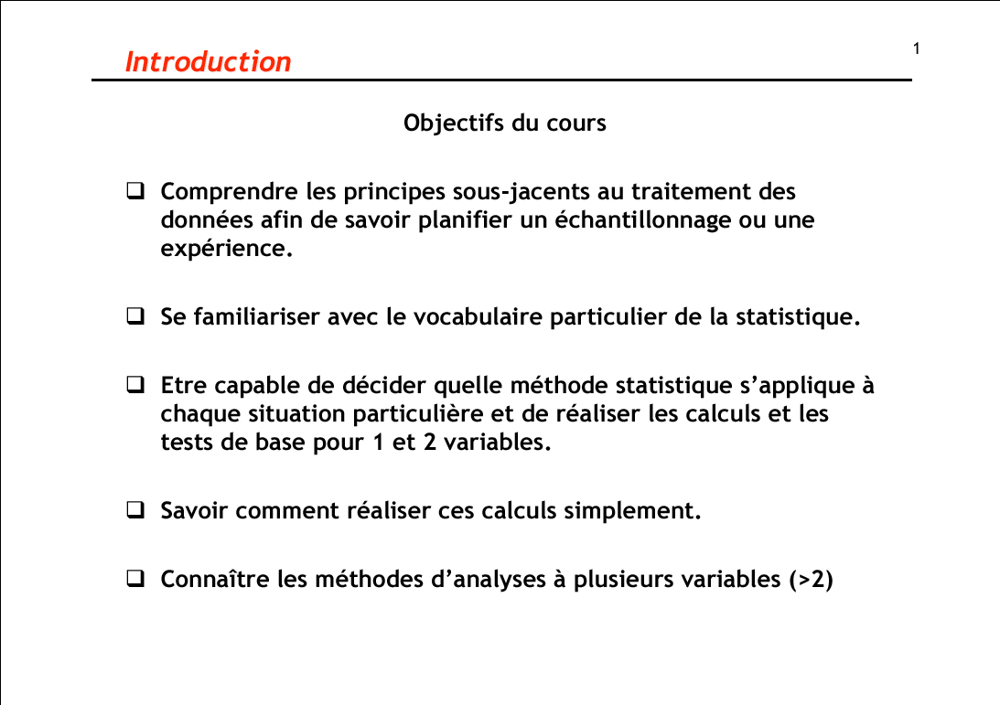 1
Introduction
Objectifs du cours
❑ Comprendre les principes sous-jacents au traitement des
données afin de savoir planifier un échantillonnage ou une
expérience.
❑ Se familiariser avec le vocabulaire particulier de la statistique.
❑ Etre capable de décider quelle méthode statistique s’applique à
chaque situation particulière et de réaliser les calculs et les
tests de base pour 1 et 2 variables.
❑ Savoir comment réaliser ces calculs simplement.
❑ Connaître les méthodes d’analyses à plusieurs variables (>2)